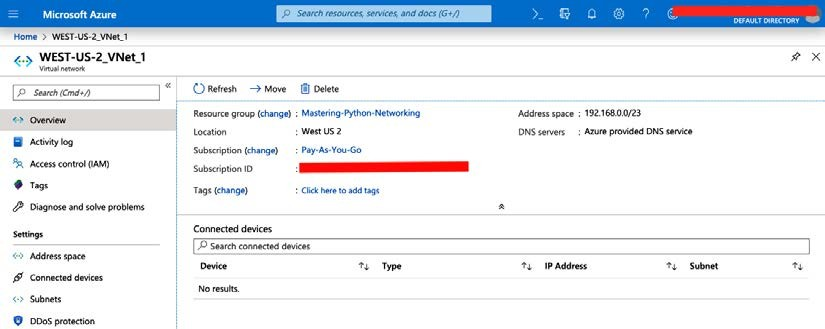 Microsoft Azure
Search resources, services, and docs (G+/)
DEFAULT DIRECTORY
Home > WEST-US-2_VNet_1
WEST-US-2_VNet_1
Virtual network
Search (Cmd+/)
Overview
Activity log
Access control (IAM)
Tags
Diagnose and solve problems
Settings
Address space
Connected devices
Subnets
DDoS protection
Refresh Move Delete
Resource group (change) : Mastering-Python-Networking
Location : West US 2
Subscription (change) : Pay-As-You-Go
Subscription ID :
Tags (change) : Click here to add tags
Address space : 192.168.0.0/23
DNS servers : Azure provided DNS service
Connected devices
Search connected devices
Device Type IP Address Subnet
No results.